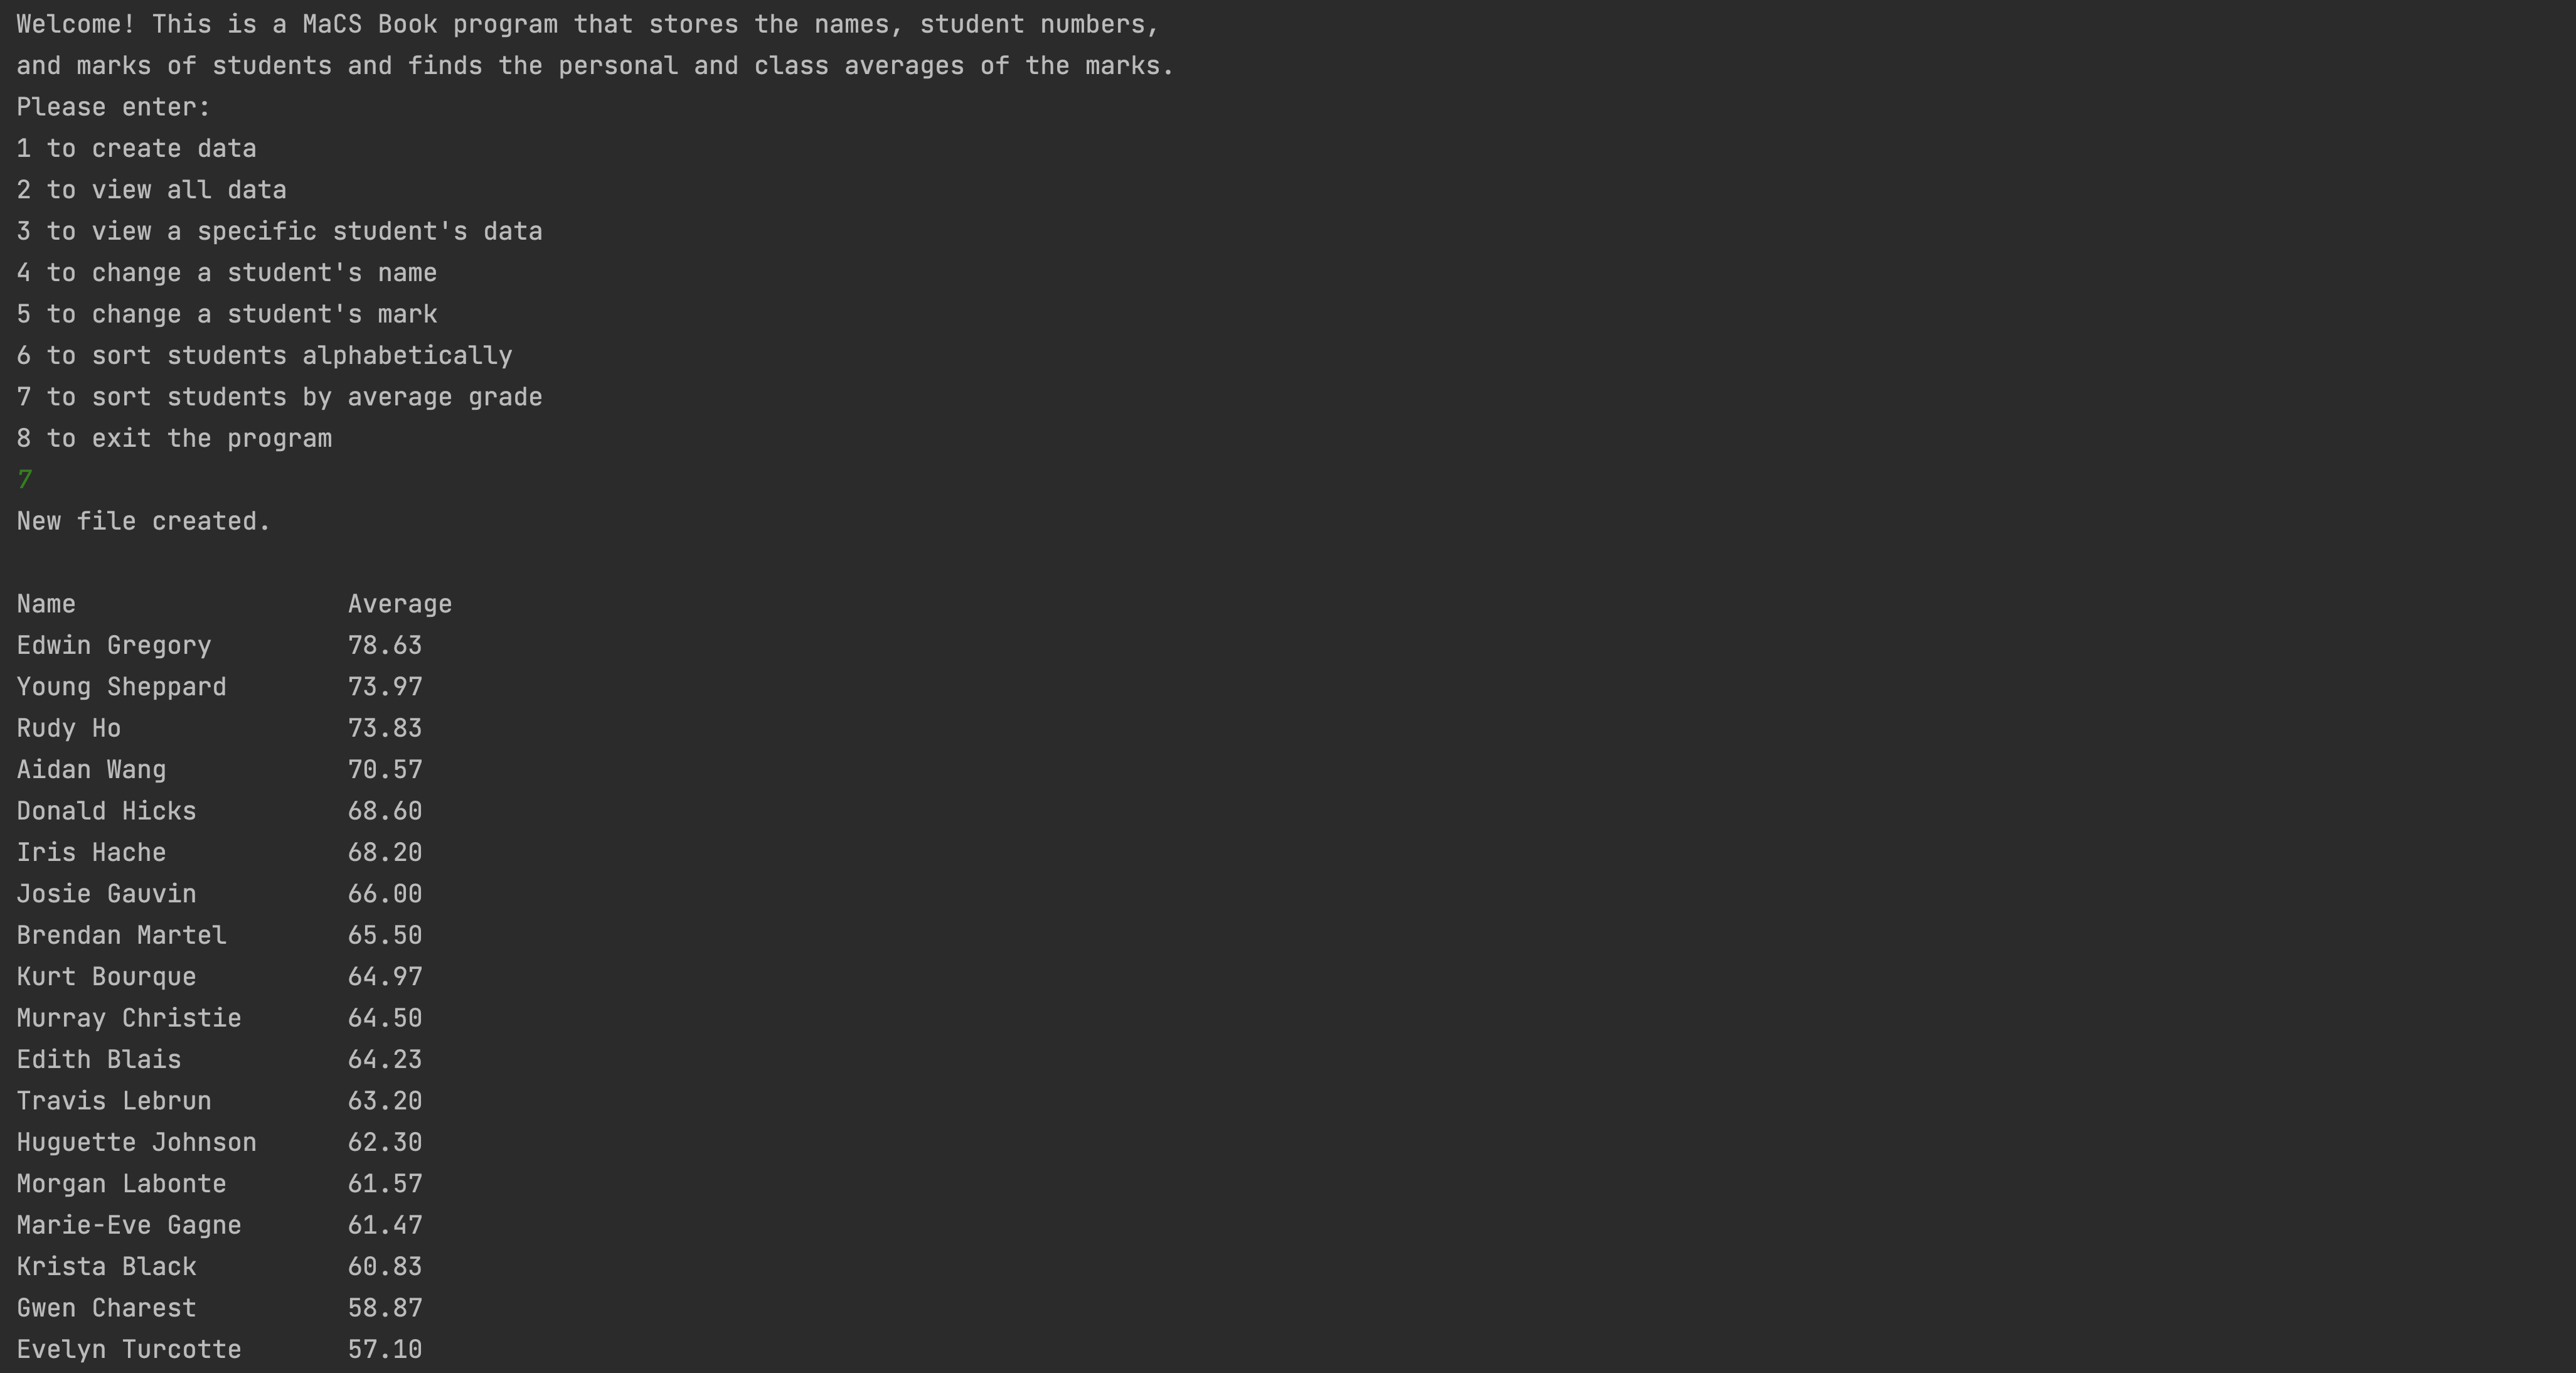 Welcome! This is a MaCS Book program that stores the names, student numbers,
and marks of students and finds the personal and class averages of the marks.
Please enter:
1 to create data
2 to view all data
3 to view a specific student's data
4 to change a student's name
5 to change a student's mark
6 to sort students alphabetically
7 to sort students by average grade
8 to exit the program
7
New file created.

Name Average
Edwin Gregory 78.63
Young Sheppard 73.97
Rudy Ho 73.83
Aidan Wang 70.57
Donald Hicks 68.60
Iris Hache 68.20
Josie Gauvin 66.00
Brendan Martel 65.50
Kurt Bourque 64.97
Murray Christie 64.50
Edith Blais 64.23
Travis Lebrun 63.20
Huguette Johnson 62.30
Morgan Labonte 61.57
Marie-Eve Gagne 61.47
Krista Black 60.83
Gwen Charest 58.87
Evelyn Turcotte 57.10